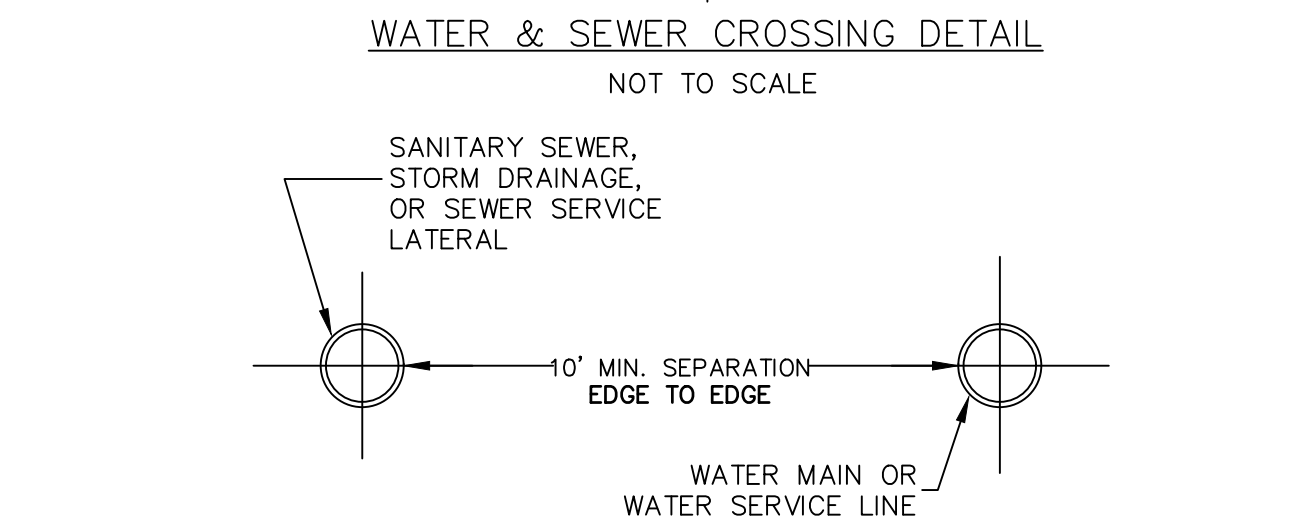 WATER & SEWER CROSSING DETAIL
NOT TO SCALE
SANITARY SEWER,
STORM DRAINAGE,
OR SEWER SERVICE
LATERAL
10' MIN. SEPARATION
EDGE TO EDGE
WATER MAIN OR
WATER SERVICE LINE